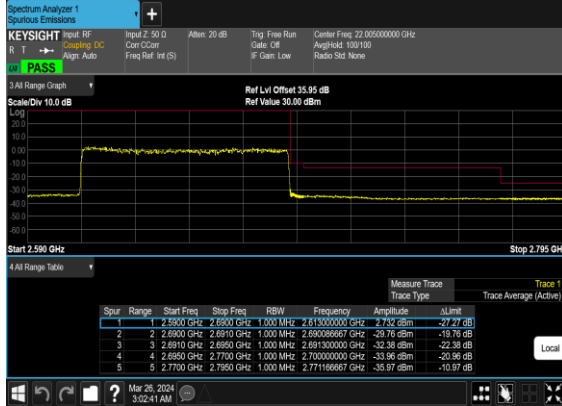 Spectrum Analyzer 1
Spurious Emissions
+
KEYSIGHT Input: RF Input Z: 50 Ω Atten: 20 dB Trig: Free Run Center Freq: 22.005000000 GHz
R T Coupling: DC Corr CCorr Gate: Off Avg|Hold: 100/100
Align: Auto Freq Ref: Int (S) IF Gain: Low Radio Std: None
LXI PASS
3 All Range Graph
Ref Lvl Offset 35.95 dB
Scale/Div 10.0 dB Ref Value 30.00 dBm
Log
20.0
10.0
0.00
-10.0
-20.0
-30.0
-40.0
-50.0
-60.0
Start 2.590 GHz Stop 2.795 GH
4 All Range Table
Measure Trace Trace 1
Trace Type Trace Average (Active)
Spur Range Start Freq Stop Freq RBW Frequency Amplitude ΔLimit
1 1 2.5900 GHz 2.6900 GHz 1.000 MHz 2.613000000 GHz 2.732 dBm -27.27 dB
2 2 2.6900 GHz 2.6910 GHz 1.000 MHz 2.690086667 GHz -29.76 dBm -19.76 dB
3 3 2.6910 GHz 2.6950 GHz 1.000 MHz 2.691300000 GHz -32.38 dBm -22.38 dB
4 4 2.6950 GHz 2.7700 GHz 1.000 MHz 2.700000000 GHz -33.96 dBm -20.96 dB
5 5 2.7700 GHz 2.7950 GHz 1.000 MHz 2.771166667 GHz -35.97 dBm -10.97 dB
Local
? Mar 26, 2024
3:02:41 AM